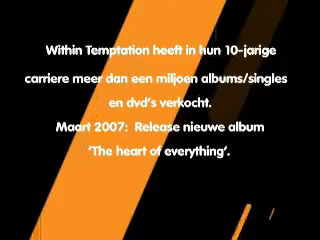 Within Temptation heeft in hun 10-jarige
carriere meer dan een miljoen albums/singles
en dvd's verkocht.
Maart 2007: Release nieuwe album
'The heart of everything'.